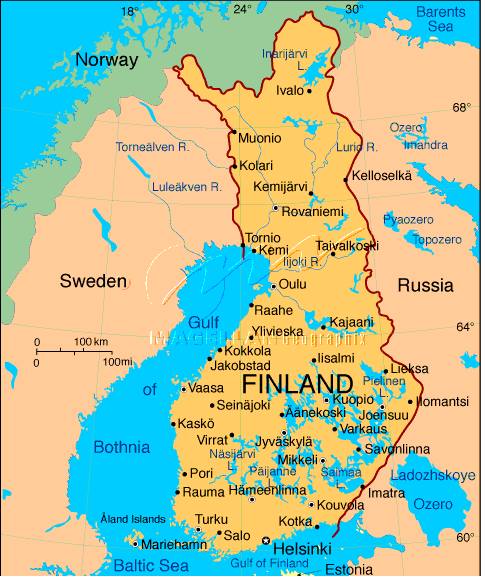 18°
24°
30°
Barents
Sea
Norway
Inarijärvi
L.
Ivalo
68°
Ozero
Imandra
Muonio
Torneälven R.
Lurio R.
Kolari
Kelloselkä
Luleäkven R.
Kemijärvi
Rovaniemi
Pyaozero
Topozero
Tornio
Kemi
Taivalkoski
Iijoki R.
Sweden
Oulu
Russia
Raahe
Gulf
Kajaani
64°
Ylivieska
100 km
0
0
100mi
Kokkola
Iisalmi
Jakobstad
Lieksa
Pielinen
L.
of
Vaasa
FINLAND
Kuopio
Ilomantsi
Seinäjoki
Äänekoski
Joensuu
Kaskö
Varkaus
Virrat
Jyväskylä
Savonlinna
Bothnia
Näsijärvi
L.
Mikkeli
Päijänne
L.
Saimaa
L.
Pori
Ladozhskoye
Ozero
Rauma
Hämeenlinna
Imatra
Kouvola
Åland Islands
Turku
Kotka
60°
Salo
Mariehamn
Helsinki
Baltic Sea
Gulf of Finland
Estonia